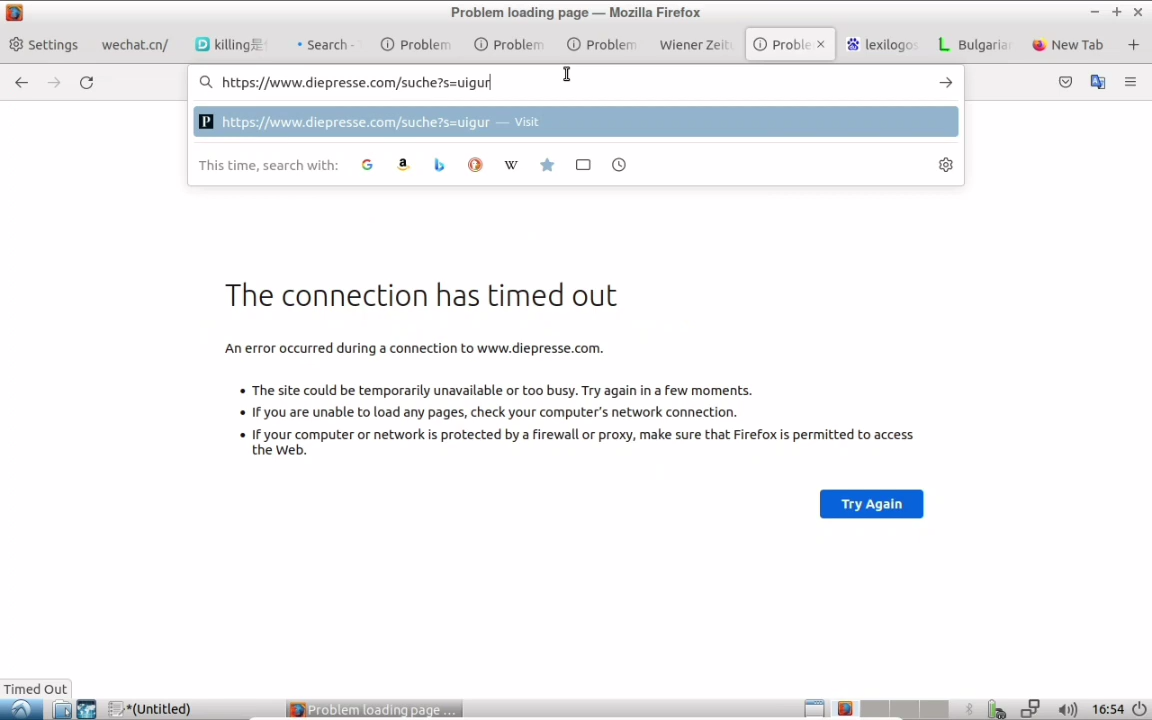 Problem loading page — Mozilla Firefox
Settings wechat.cn/ killing是 Search - Problem Problem Problem Wiener Zeit Proble lexilogos Bulgarian New Tab
https://www.diepresse.com/suche?s=uigur
https://www.diepresse.com/suche?s=uigur — Visit
This time, search with:
The connection has timed out
An error occurred during a connection to www.diepresse.com.
• The site could be temporarily unavailable or too busy. Try again in a few moments.
• If you are unable to load any pages, check your computer's network connection.
• If your computer or network is protected by a firewall or proxy, make sure that Firefox is permitted to access
the Web.
Try Again
Timed Out
*(Untitled) Problem loading page ... 16:54